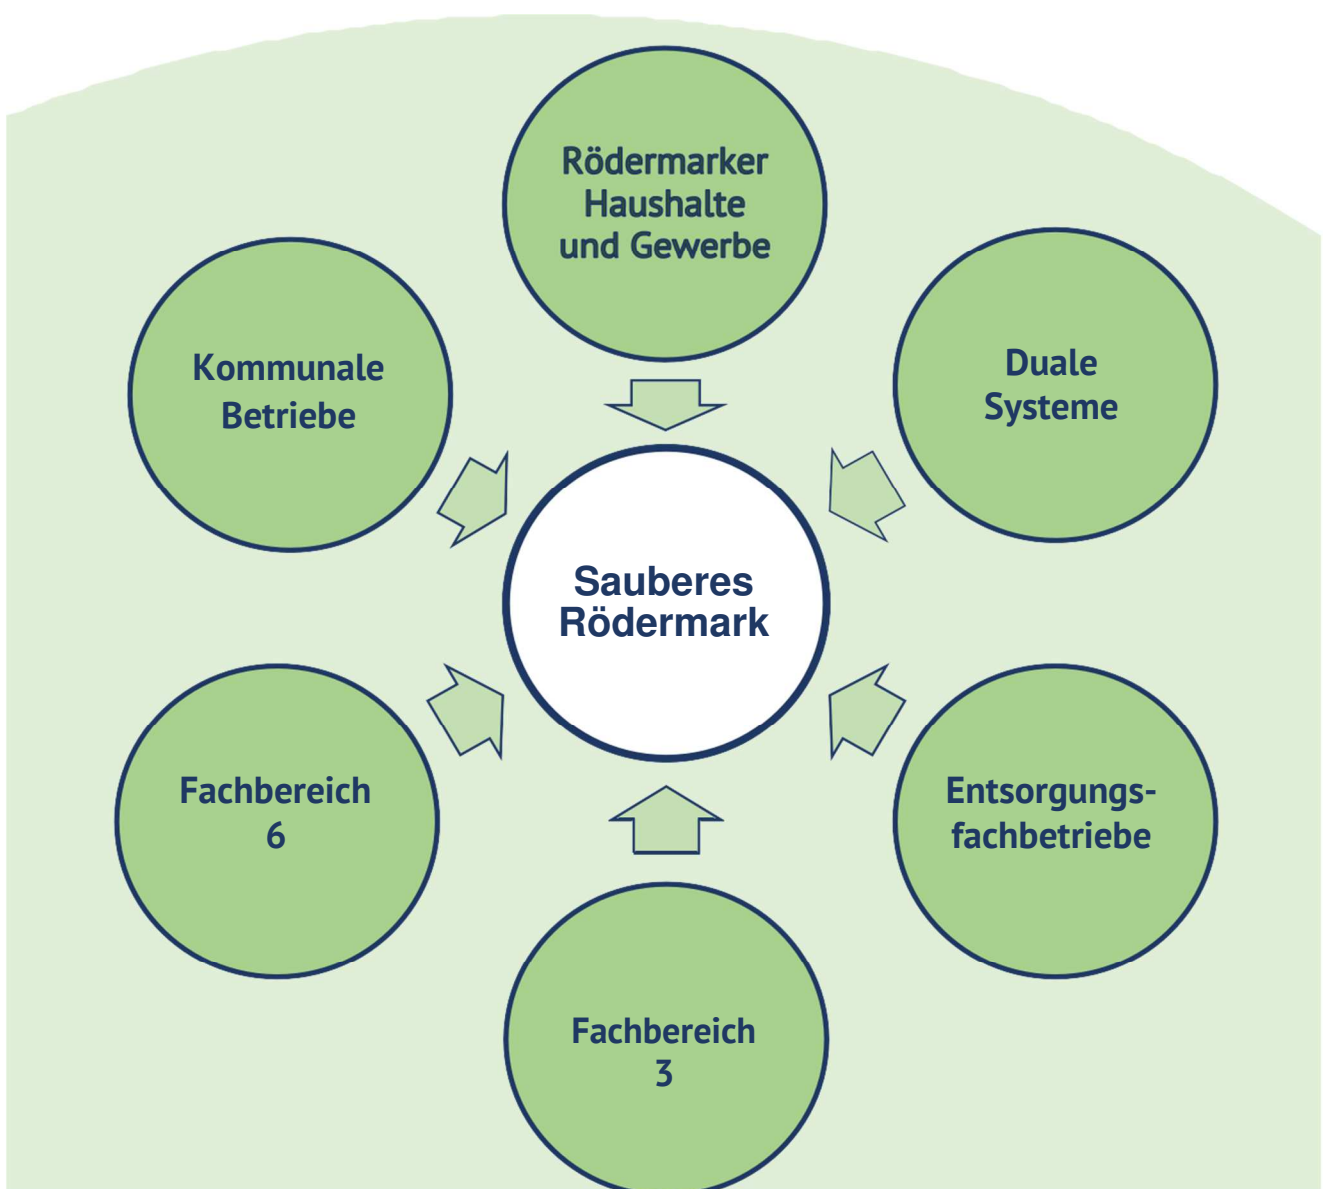 Rödermarker
Haushalte
und Gewerbe
Kommunale
Betriebe
Duale
Systeme
Sauberes
Rödermark
Fachbereich
6
Entsorgungs-
fachbetriebe
Fachbereich
3